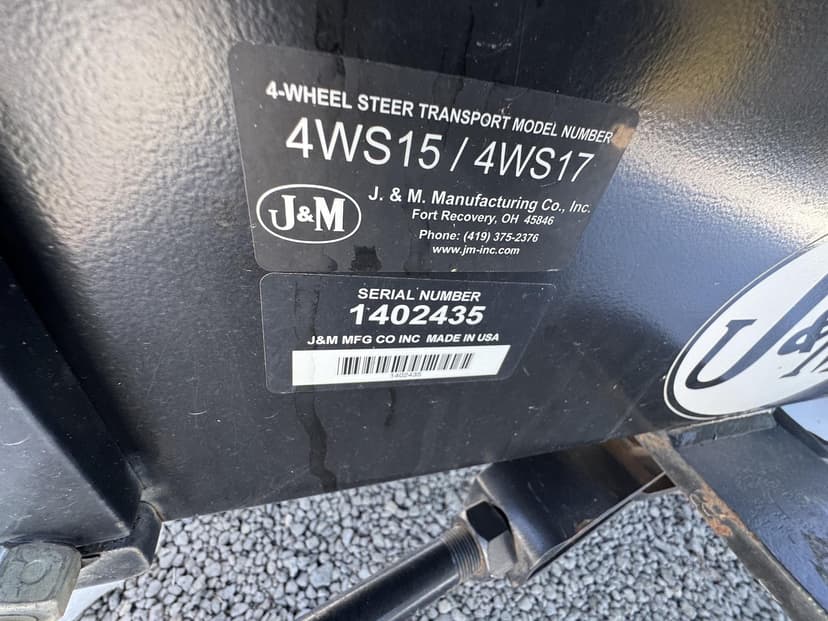 4-WHEEL STEER TRANSPORT MODEL NUMBER
4WS15 / 4WS17
J&M
J. & M. Manufacturing Co., Inc.
Fort Recovery, OH 45846
Phone: (419) 375-2376
www.jm-inc.com
SERIAL NUMBER
1402435
J&M MFG CO INC MADE IN USA
1402435
J&